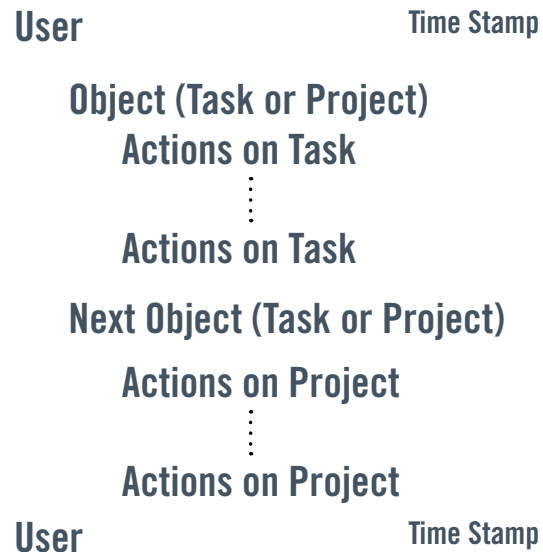 User Time Stamp
Object (Task or Project)
Actions on Task
Actions on Task
Next Object (Task or Project)
Actions on Project
Actions on Project
User Time Stamp